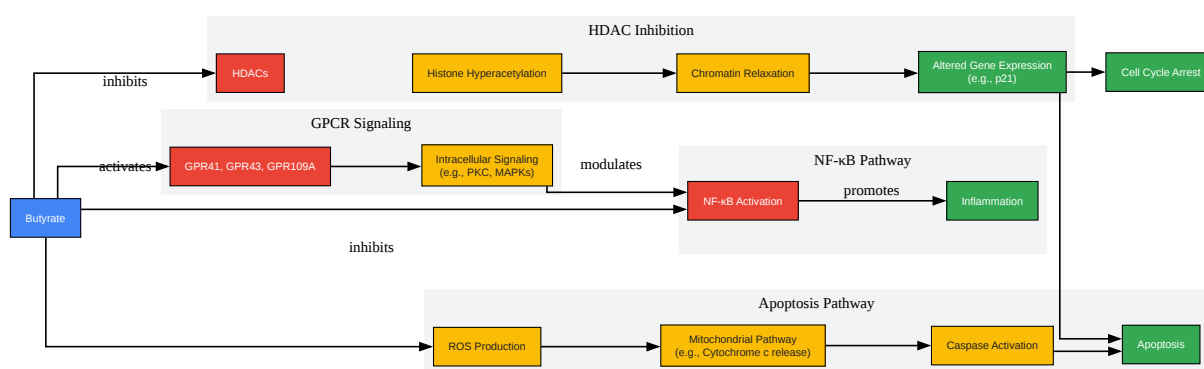 HDAC Inhibition
HDACs
Histone Hyperacetylation
Chromatin Relaxation
Altered Gene Expression
(e.g., p21)
Cell Cycle Arrest
inhibits
GPCR Signaling
activates
GPR41, GPR43, GPR109A
Intracellular Signaling
(e.g., PKC, MAPKs)
modulates
NF-κB Pathway
NF-κB Activation
promotes
Inflammation
Butyrate
inhibits
Apoptosis Pathway
ROS Production
Mitochondrial Pathway
(e.g., Cytochrome c release)
Caspase Activation
Apoptosis